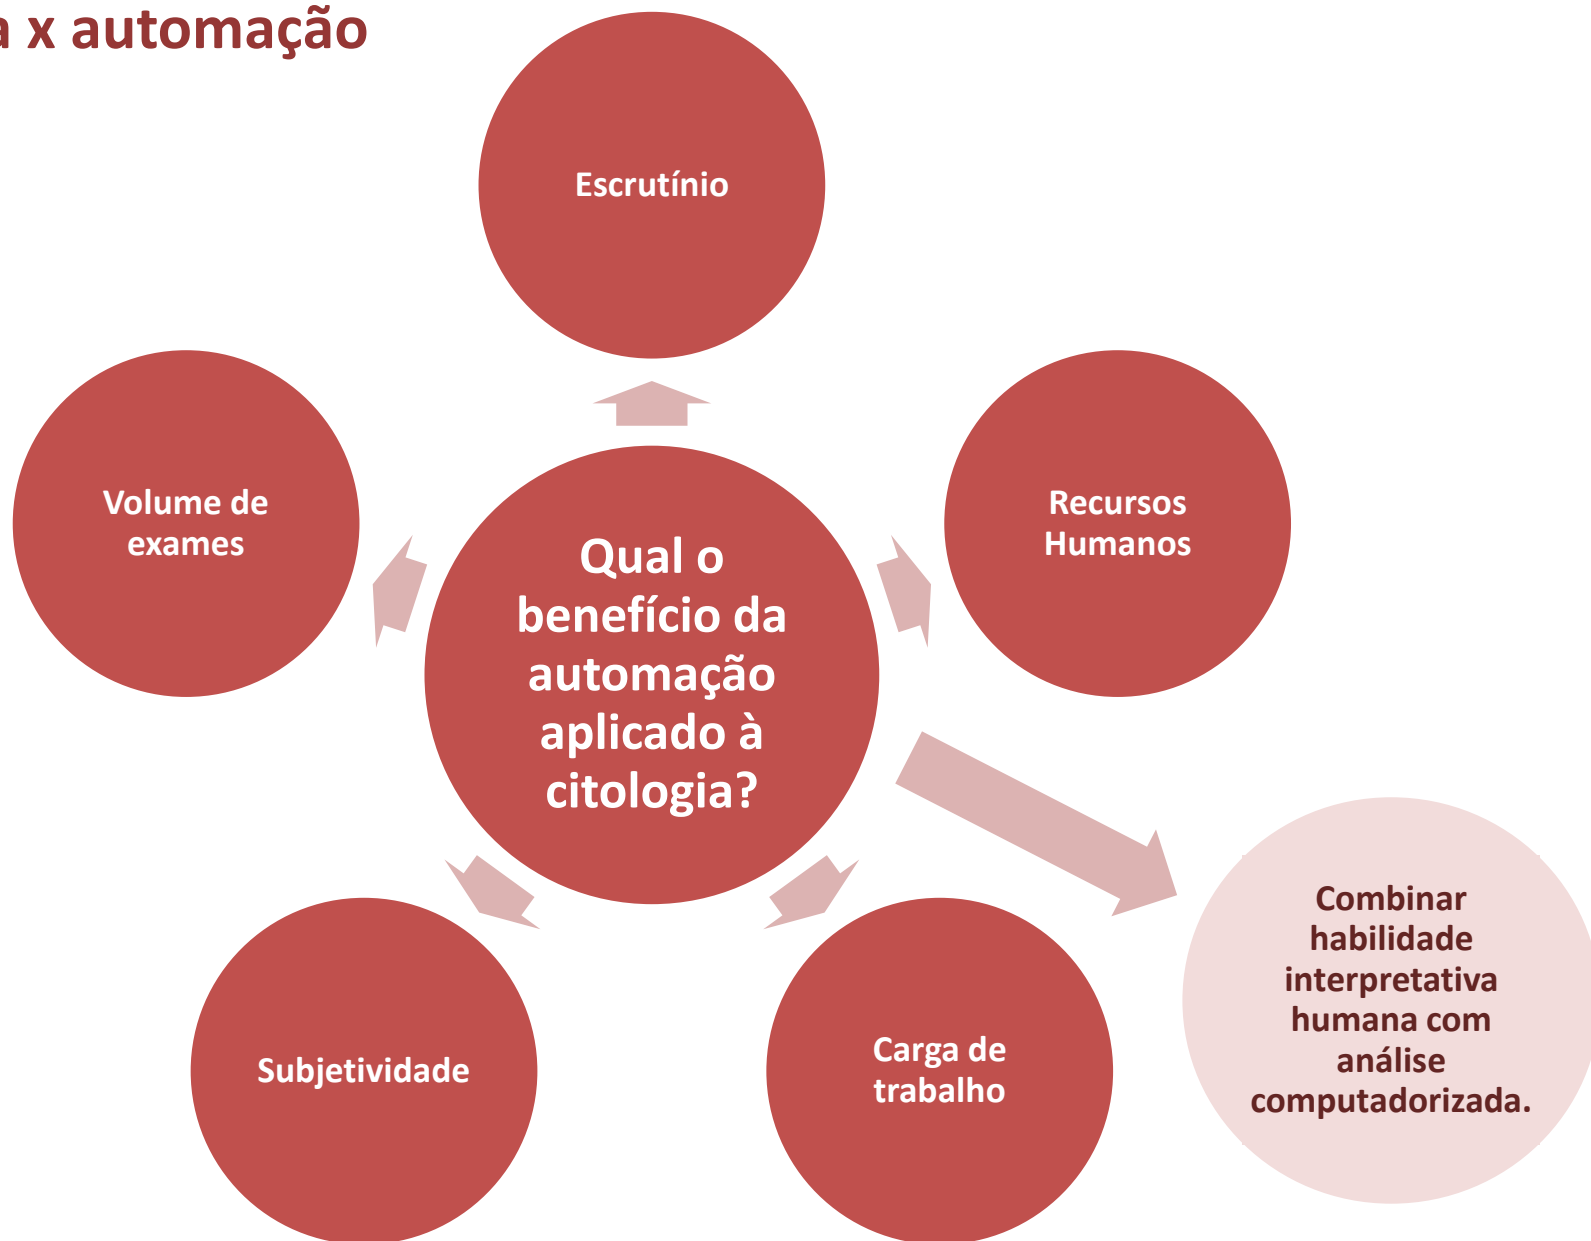 a x automação
Escrutínio
Volume de
exames
Recursos
Humanos
Qual o
benefício da
automação
aplicado à
citologia?
Combinar
habilidade
interpretativa
humana com
análise
computadorizada.
Subjetividade
Carga de
trabalho